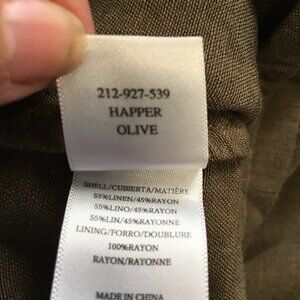 212-927-539
HAPPER
OLIVE
SHELL/CUBIERTA/MATIÈRE
55%LINEN/45%RAYON
55%LINO/45%RAYON
55%LIN/45%RAYONNE
LINING/FORRO/DOUBLURE
100%RAYON
RAYON/RAYONNE
MADE IN CHINA